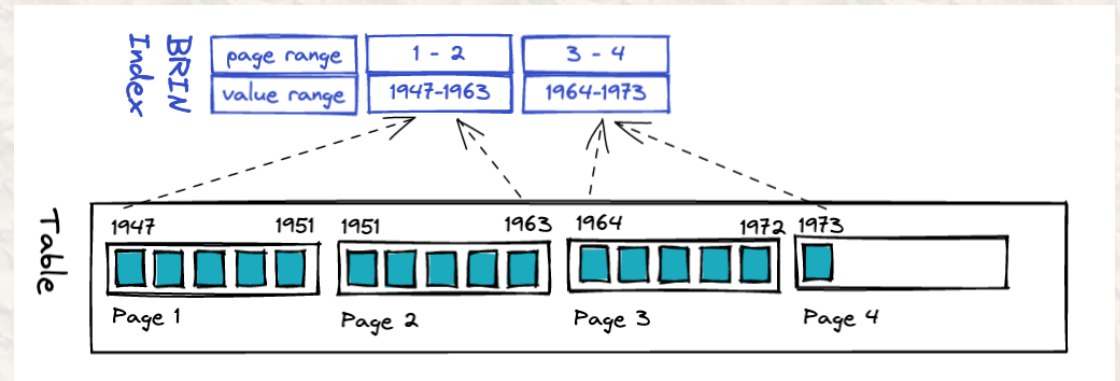 BRIN
Index
page range
1 - 2
3 - 4
value range
1947-1963
1964-1973
Table
1947
1951
1951
1963
1964
1972
1973
Page 1
Page 2
Page 3
Page 4